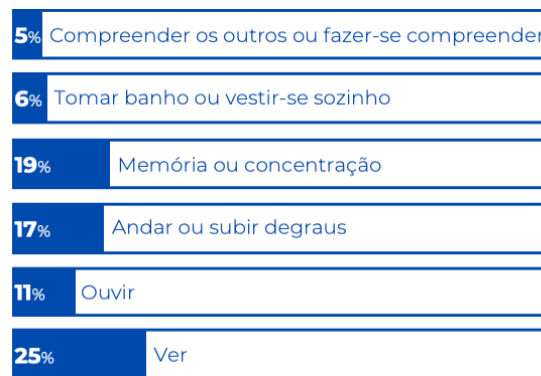 5% Compreender os outros ou fazer-se compreender
6% Tomar banho ou vestir-se sozinho
19% Memória ou concentração
17% Andar ou subir degraus
11% Ouvir
25% Ver